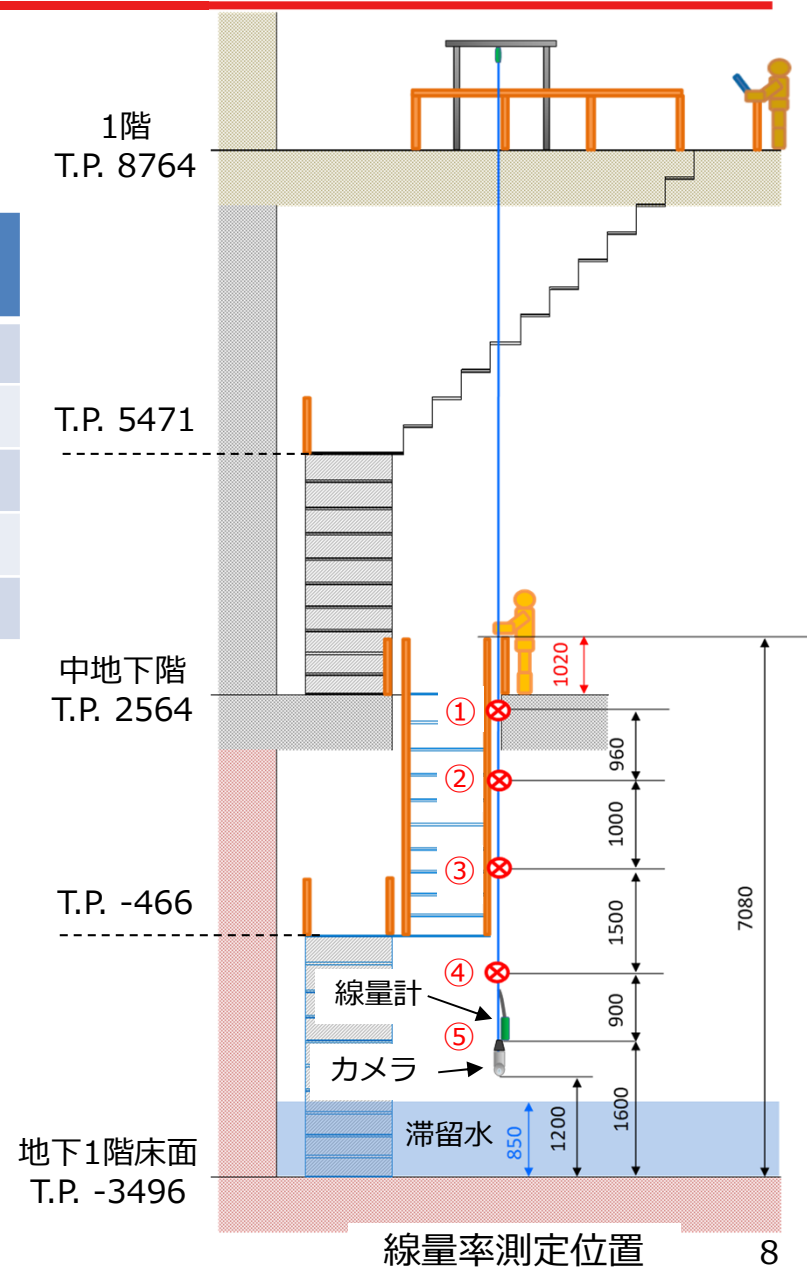 1階
T.P. 8764
T.P. 5471
中地下階
T.P. 2564
1020
①
960
②
1000
③
T.P. -466
1500
7080
④
線量計
900
⑤
カメラ
1600
1200
滞留水
850
地下1階床面
T.P. -3496
線量率測定位置
8